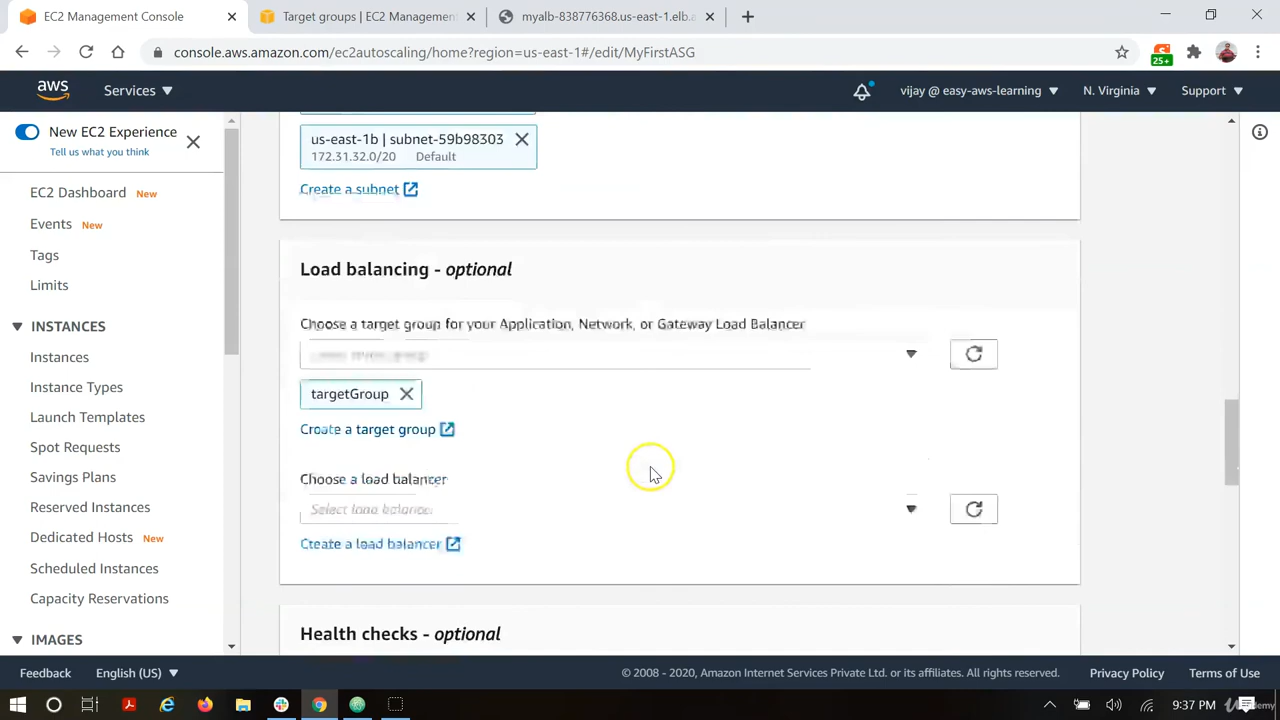 EC2 Management Console
Target groups | EC2 Management
myalb-838776368.us-east-1.elb.a
console.aws.amazon.com/ec2autoscaling/home?region=us-east-1#/edit/MyFirstASG
25+
aws
Services
vijay @ easy-aws-learning
N. Virginia
Support
New EC2 Experience
Tell us what you think
EC2 Dashboard New
Events New
Tags
Limits
INSTANCES
Instances
Instance Types
Launch Templates
Spot Requests
Savings Plans
Reserved Instances
Dedicated Hosts New
Scheduled Instances
Capacity Reservations
IMAGES
us-east-1b | subnet-59b98303
172.31.32.0/20 Default
Create a subnet
Load balancing - optional
Choose a target group for your Application, Network, or Gateway Load Balancer
targetGroup
Create a target group
Choose a load balancer
Select load balancer
Create a load balancer
Health checks - optional
Feedback
English (US)
© 2008 - 2020, Amazon Internet Services Private Ltd. or its affiliates. All rights reserved.
Privacy Policy
Terms of Use
9:37 PM